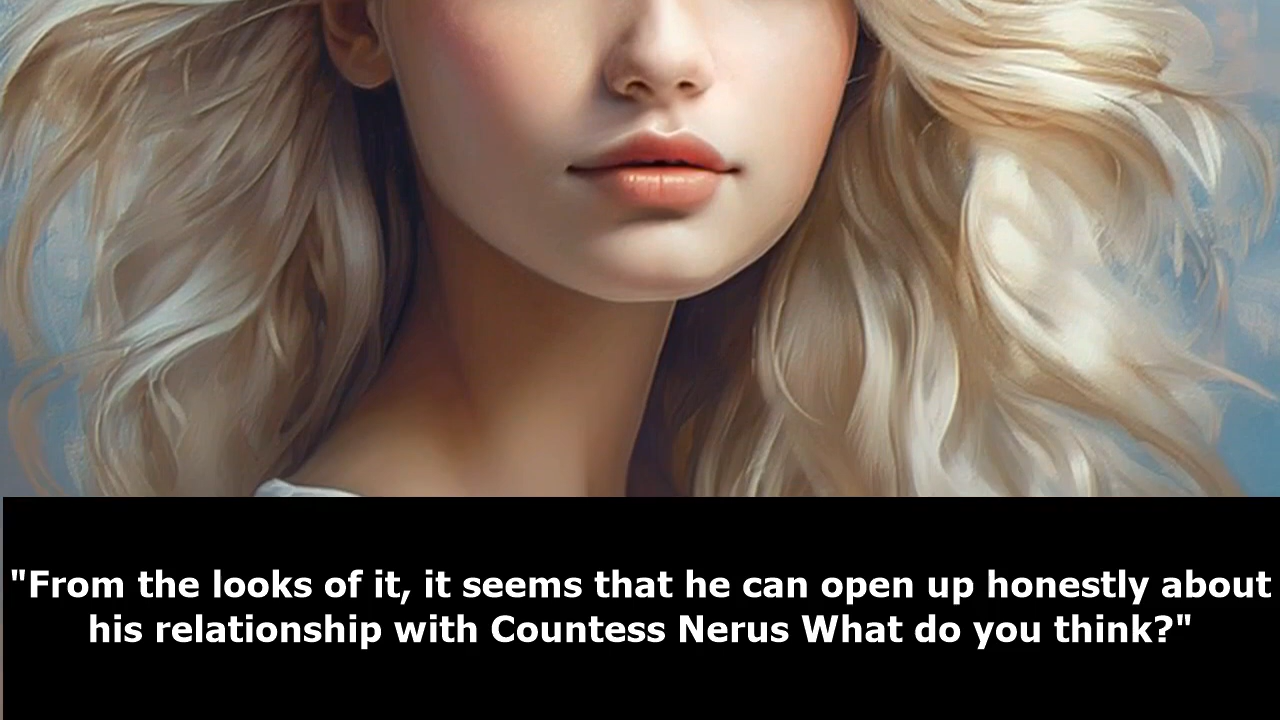 "From the looks of it, it seems that he can open up honestly about
his relationship with Countess Nerus What do you think?"